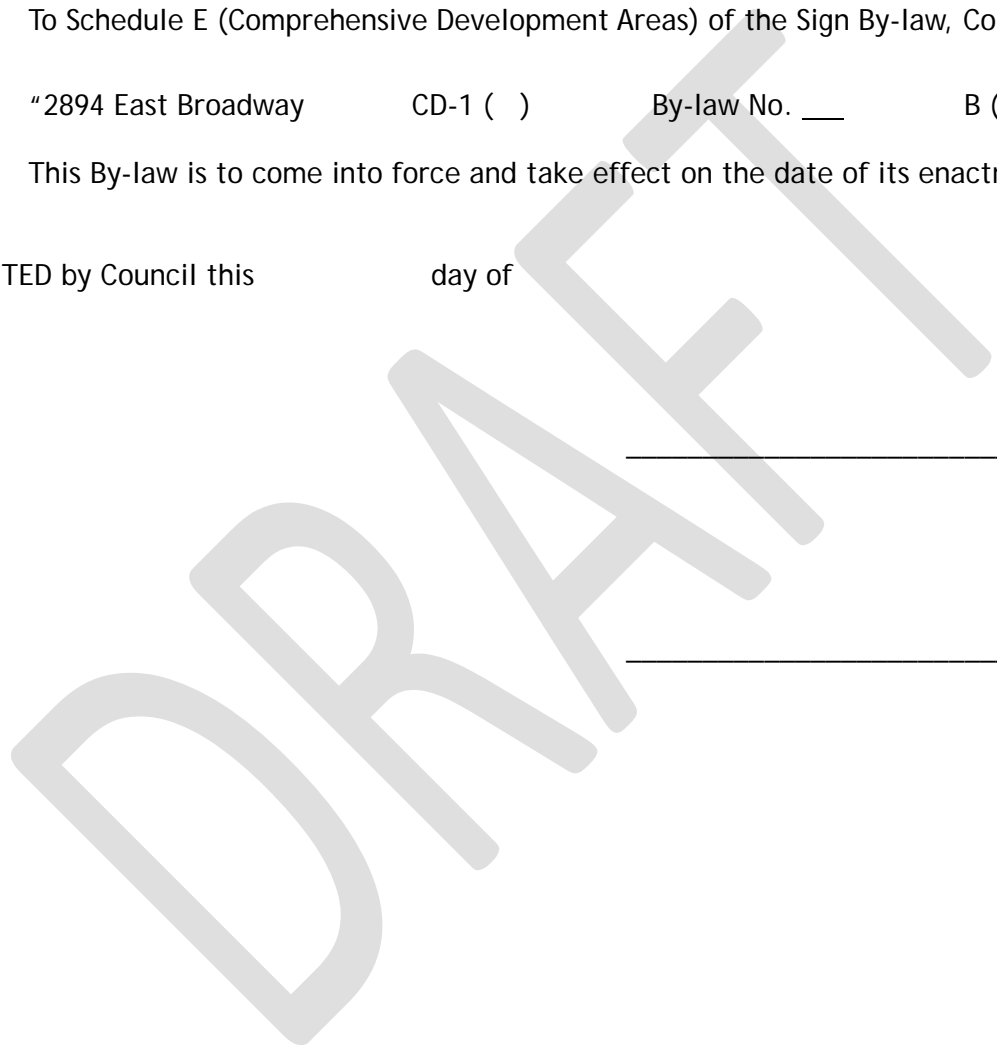 To Schedule E (Comprehensive Development Areas) of the Sign By-law, Co
“2894 East Broadway CD-1 ( ) By-law No. ___ B (
This By-law is to come into force and take effect on the date of its
TED by Council this day of
DRAFT